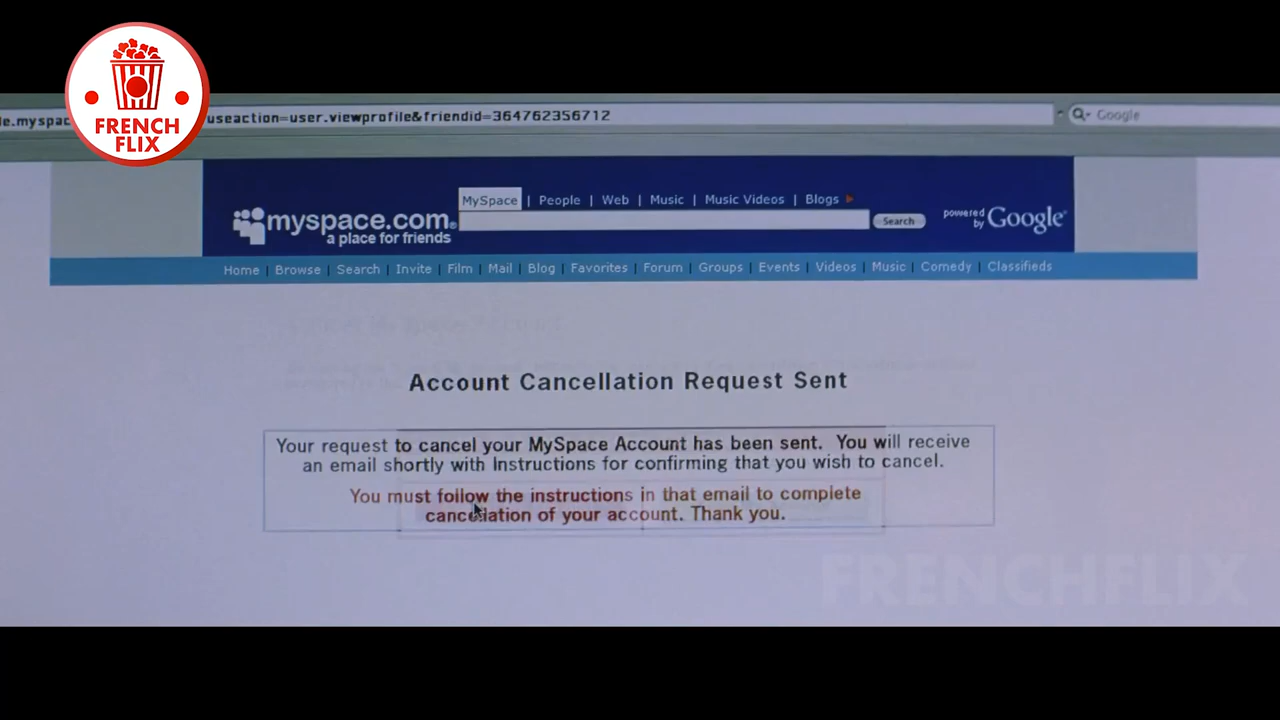 FRENCH
FLIX
useaction=user.viewprofile&friendid=364762356712
Google
MySpace | People | Web | Music | Music Videos | Blogs
myspace.com
a place for friends
Search
powered by Google
Home | Browse | Search | Invite | Film | Mail | Blog | Favorites | Forum | Groups | Events | Videos | Music | Comedy | Classifieds
Account Cancellation Request Sent
Your request to cancel your MySpace Account has been sent. You will receive
an email shortly with Instructions for confirming that you wish to cancel.
You must follow the instructions in that email to complete
cancellation of your account. Thank you.
FRENCHFLIX